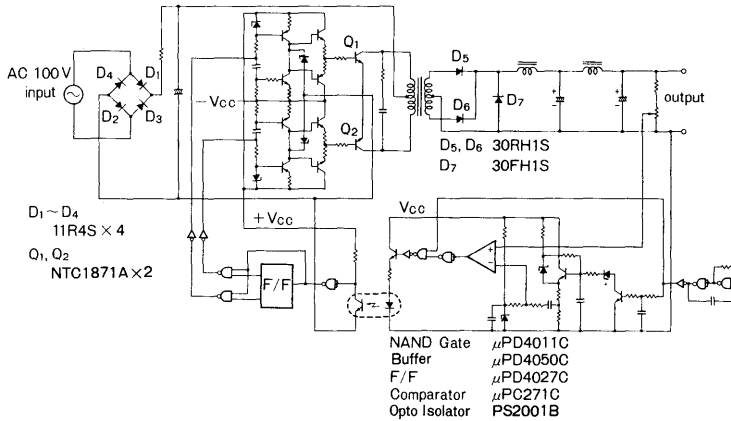 AC 100V
input
D4
D1
D2
D3
−Vcc
+Vcc
Q1
Q2
D5
D6
D7
output
D5, D6 30RH1S
D7 30FH1S
D1~D4
11R4S×4
Q1, Q2
NTC1871A×2
F/F
Vcc
+
−
NAND Gate μPD4011C
Buffer μPD4050C
F/F μPD4027C
Comparator μPC271C
Opto Isolator PS2001B